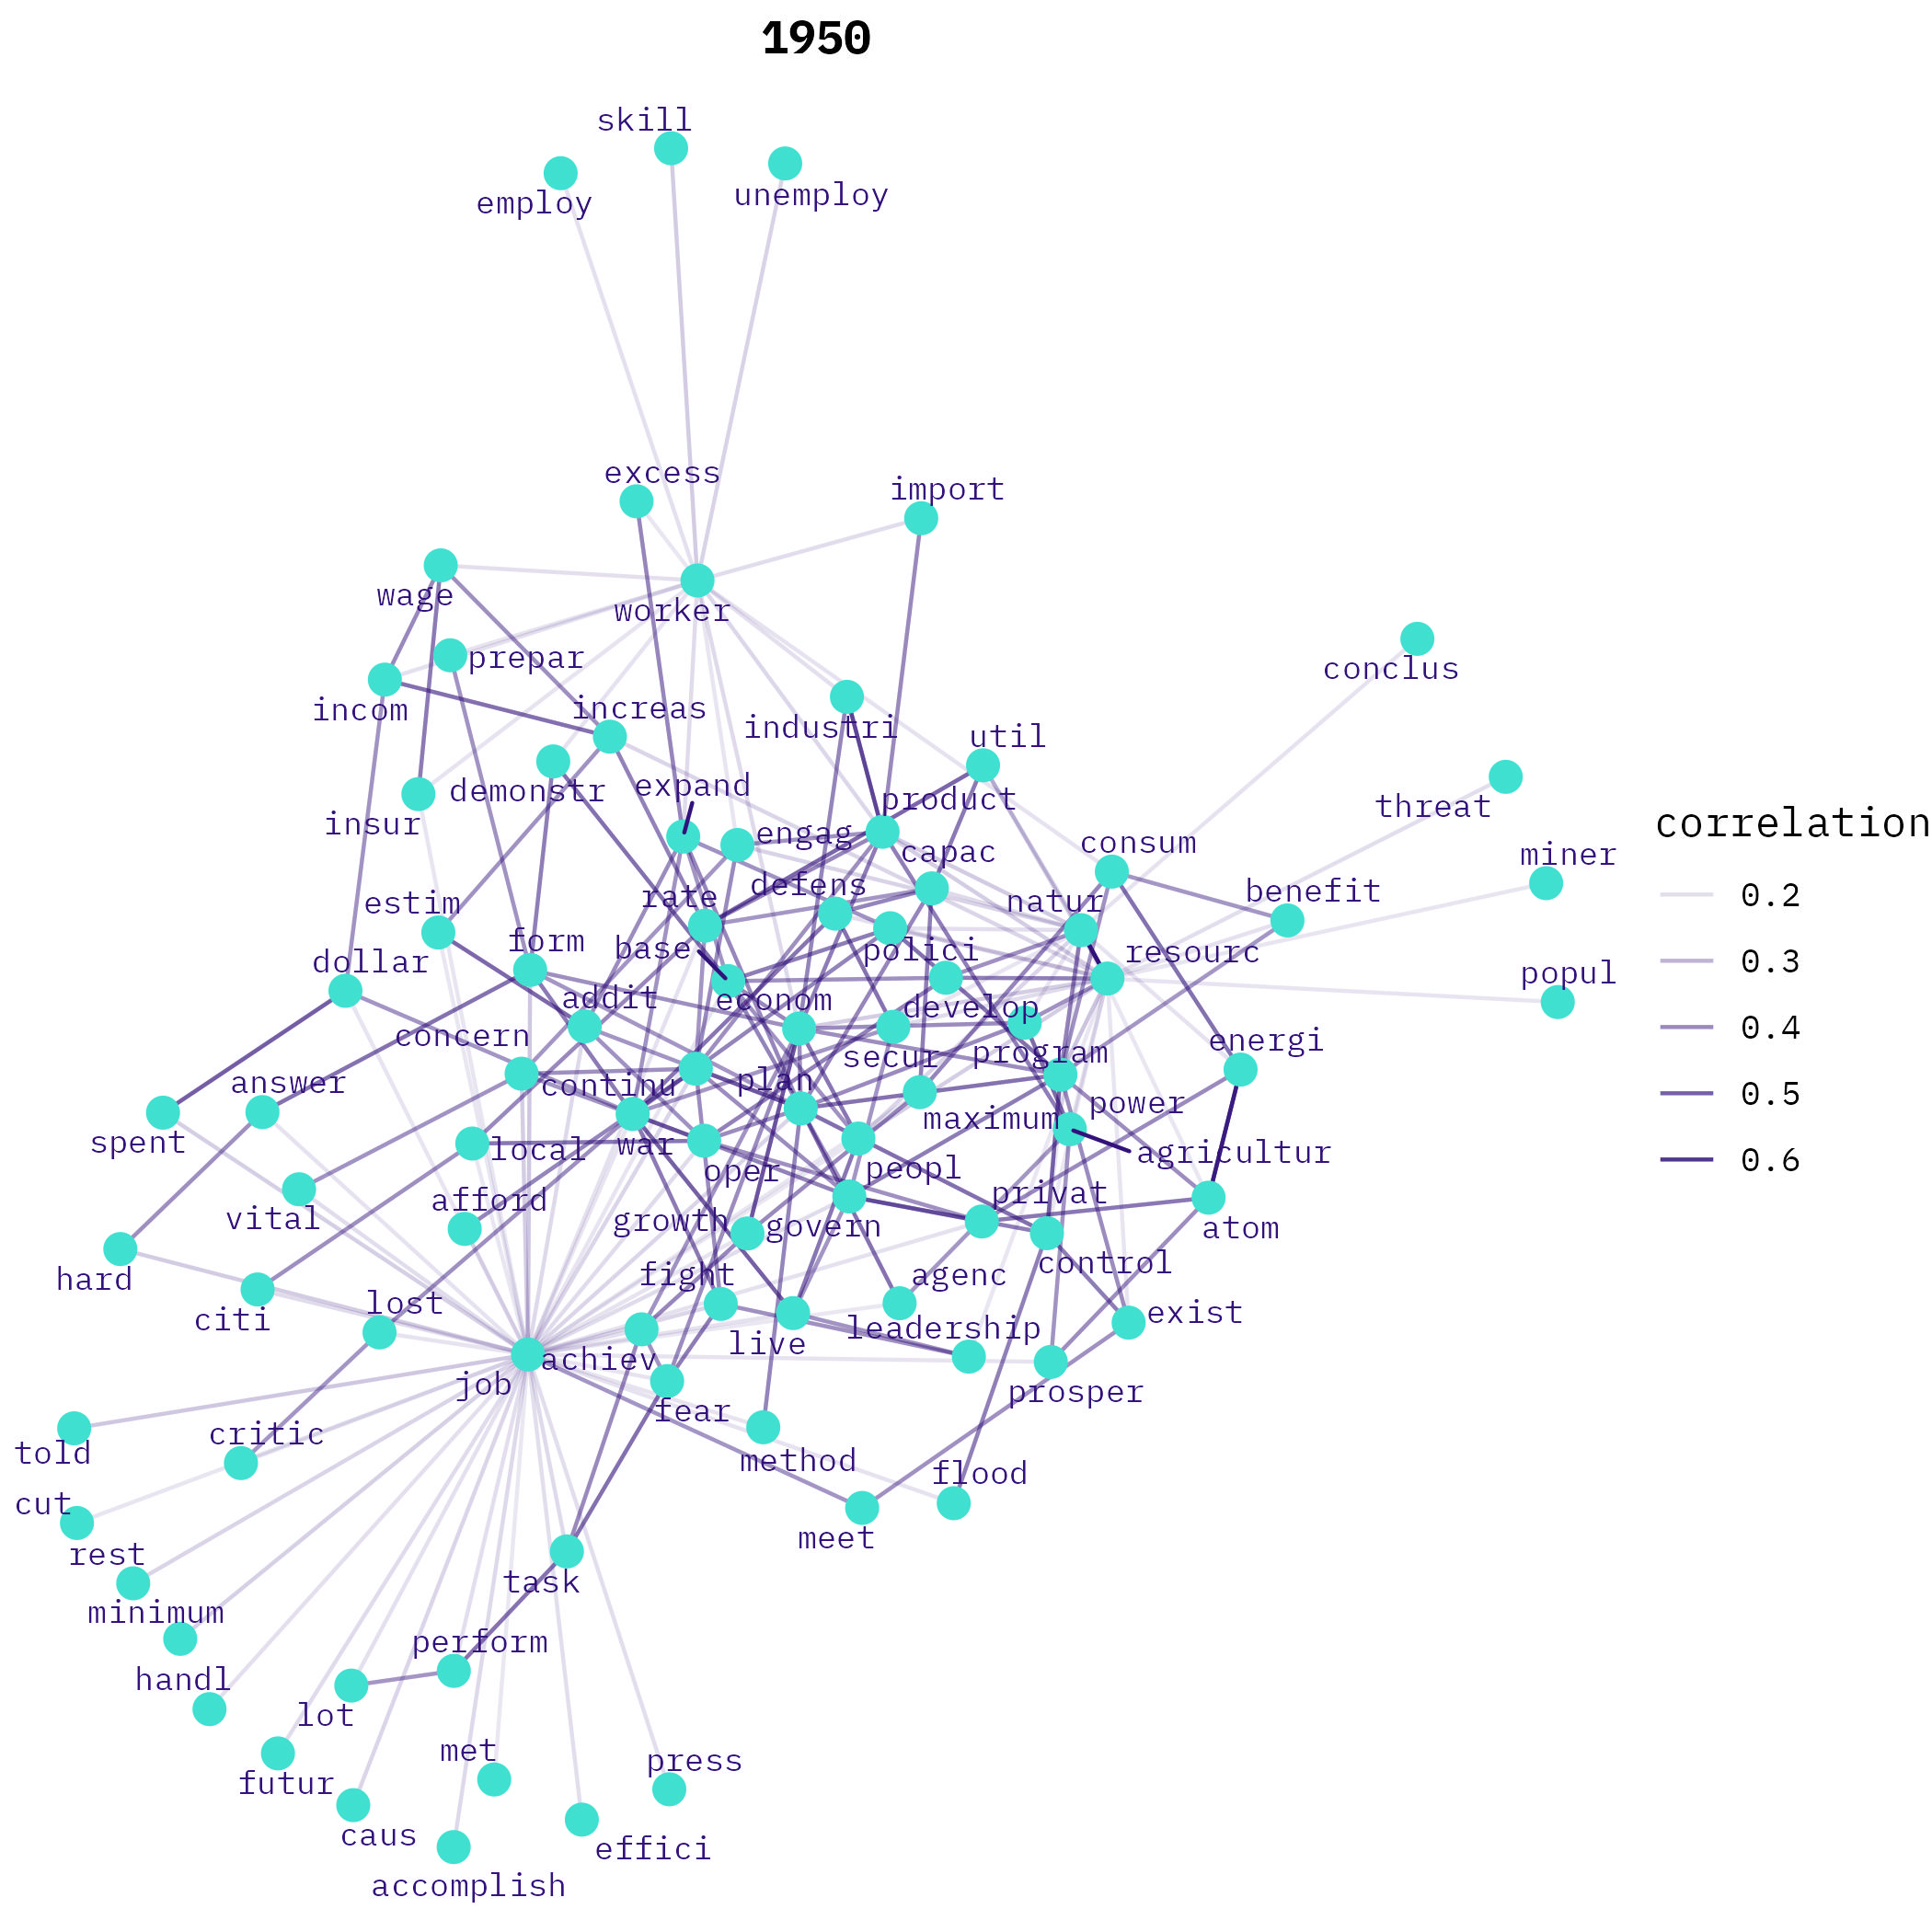 1950
skill
employ
unemploy
excess
import
wage
worker
prepar
conclus
incom
increas
industri
util
demonstr
expand
product
threat
insur
engag
capac
consum
miner
estim
rate
defens
natur
benefit
dollar
form
base
polici
resourc
popul
addit
econom
develop
concern
secur
program
energi
answer
continu
plan
spent
local
war
maximum
power
agricultur
oper
peopl
vital
afford
growth
govern
privat
atom
hard
fight
agenc
control
citi
lost
live
leadership
exist
job
achiev
prosper
told
critic
fear
method
flood
cut
meet
rest
task
minimum
perform
handl
lot
met
press
futur
caus
effici
accomplish
correlation
0.2
0.3
0.4
0.5
0.6